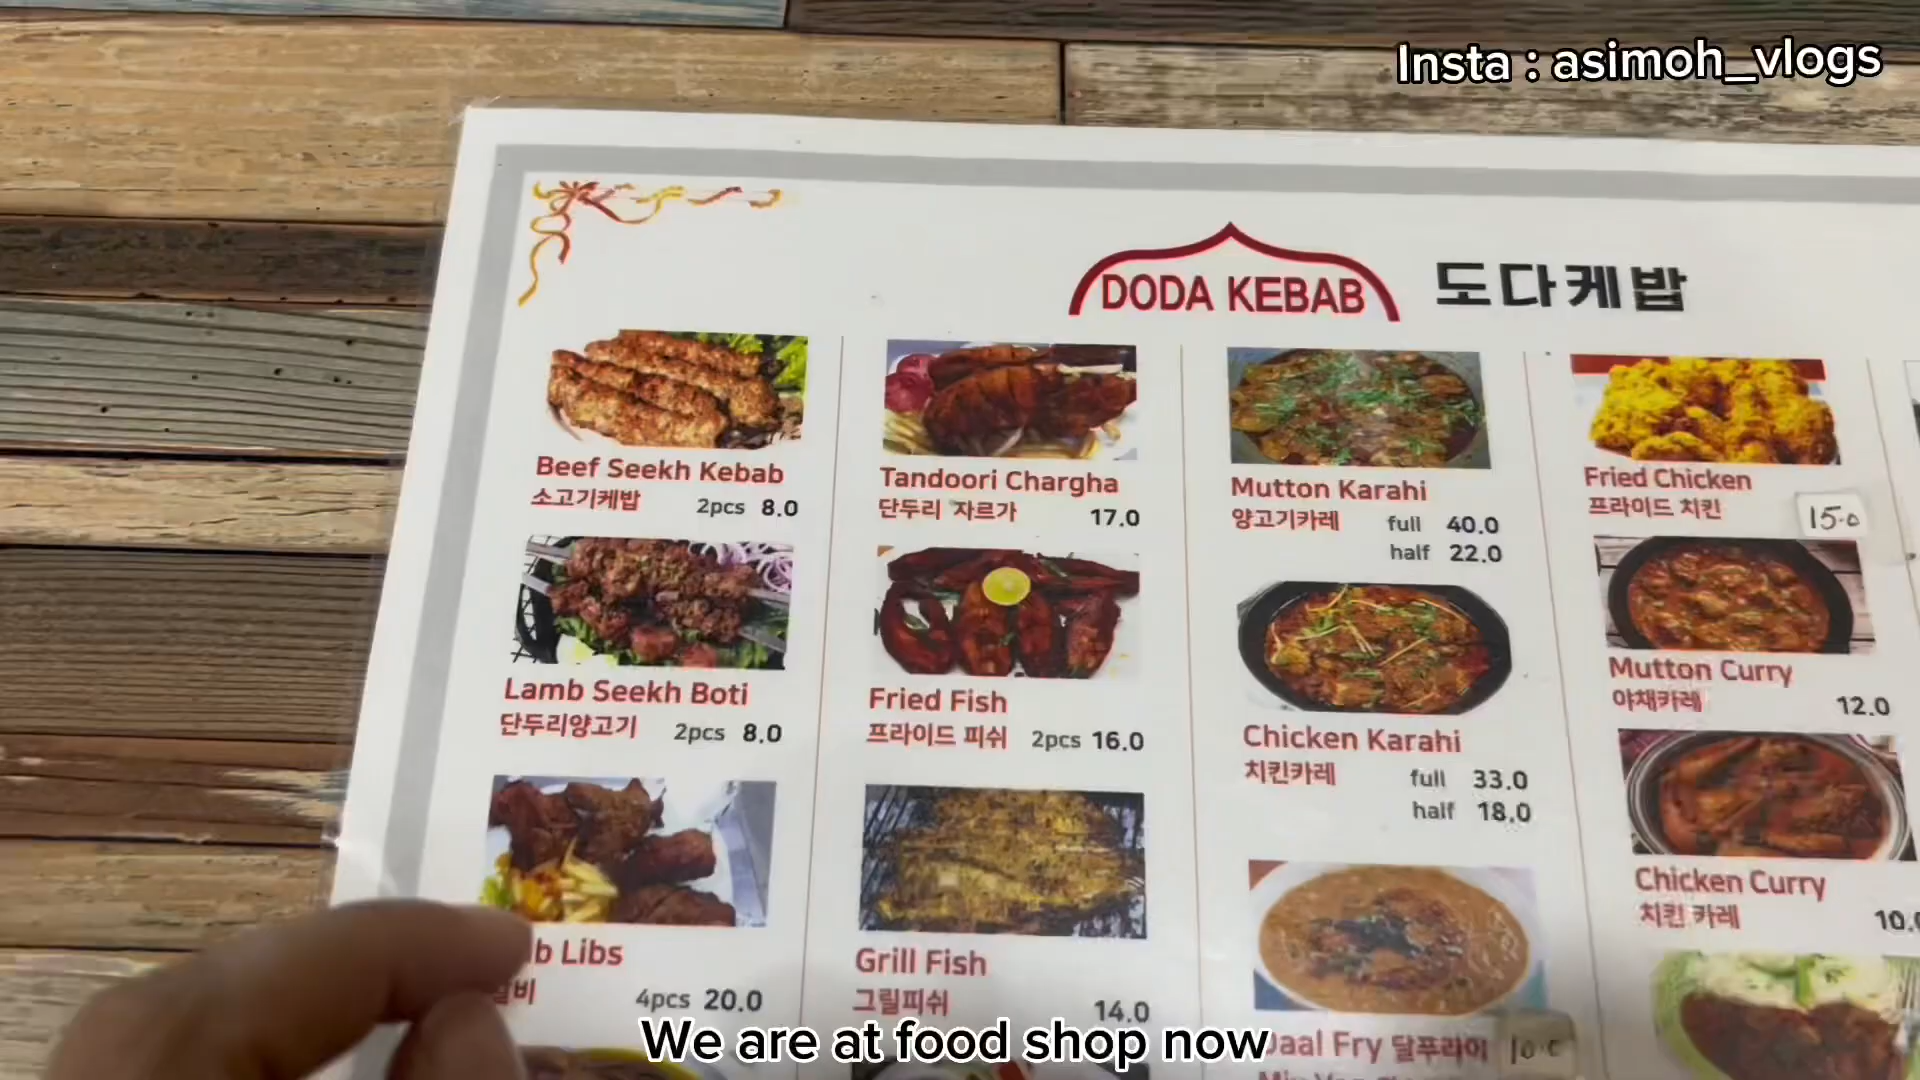 Insta : asimoh_vlogs
DODA KEBAB 도다케밥
Beef Seekh Kebab
소고기케밥 2pcs 8.0
Tandoori Chargha
단두리 자르가 17.0
Mutton Karahi
양고기카레 full 40.0
half 22.0
Fried Chicken
프라이드 치킨 15.0
Lamb Seekh Boti
단두리양고기 2pcs 8.0
Fried Fish
프라이드 피쉬 2pcs 16.0
Chicken Karahi
치킨카레 full 33.0
half 18.0
Mutton Curry
야채카레 12.0
Chicken Curry
치킨 카레 10.0
Libs
4pcs 20.0
Grill Fish
그릴피쉬 14.0
Fry 달푸라이
We are at food shop now